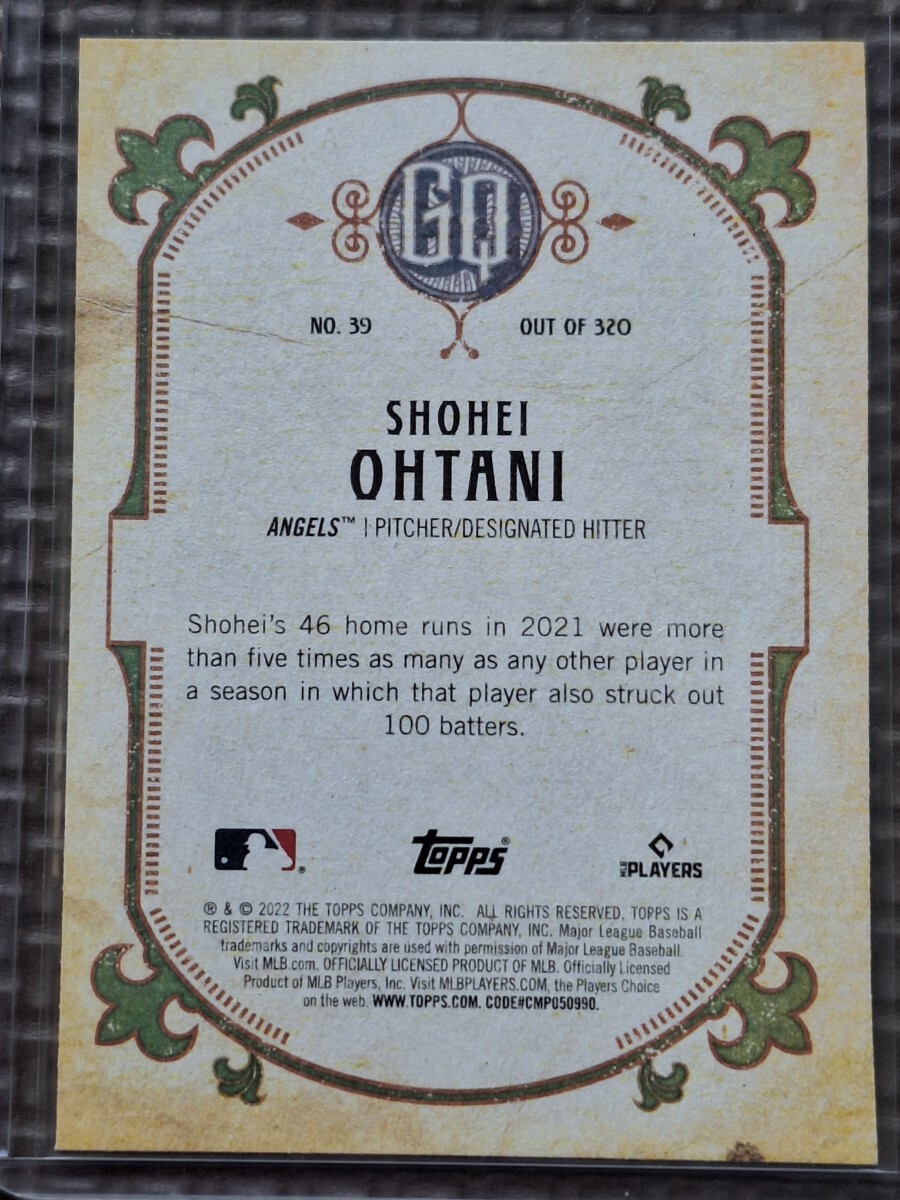 GQ
NO. 39 OUT OF 320
SHOHEI
OHTANI
ANGELS™ | PITCHER/DESIGNATED HITTER
Shohei's 46 home runs in 2021 were more
than five times as many as any other player in
a season in which that player also struck out
100 batters.
® topps® MLB PLAYERS
® & © 2022 THE TOPPS COMPANY, INC. ALL RIGHTS RESERVED. TOPPS IS A
REGISTERED TRADEMARK OF THE TOPPS COMPANY, INC. Major League Baseball
trademarks and copyrights are used with permission of Major League Baseball.
Visit MLB.com. OFFICIALLY LICENSED PRODUCT OF MLB. Officially Licensed
Product of MLB Players, Inc. Visit MLBPLAYERS.COM, the Players Choice
on the web. WWW.TOPPS.COM. CODE#CMP050990.